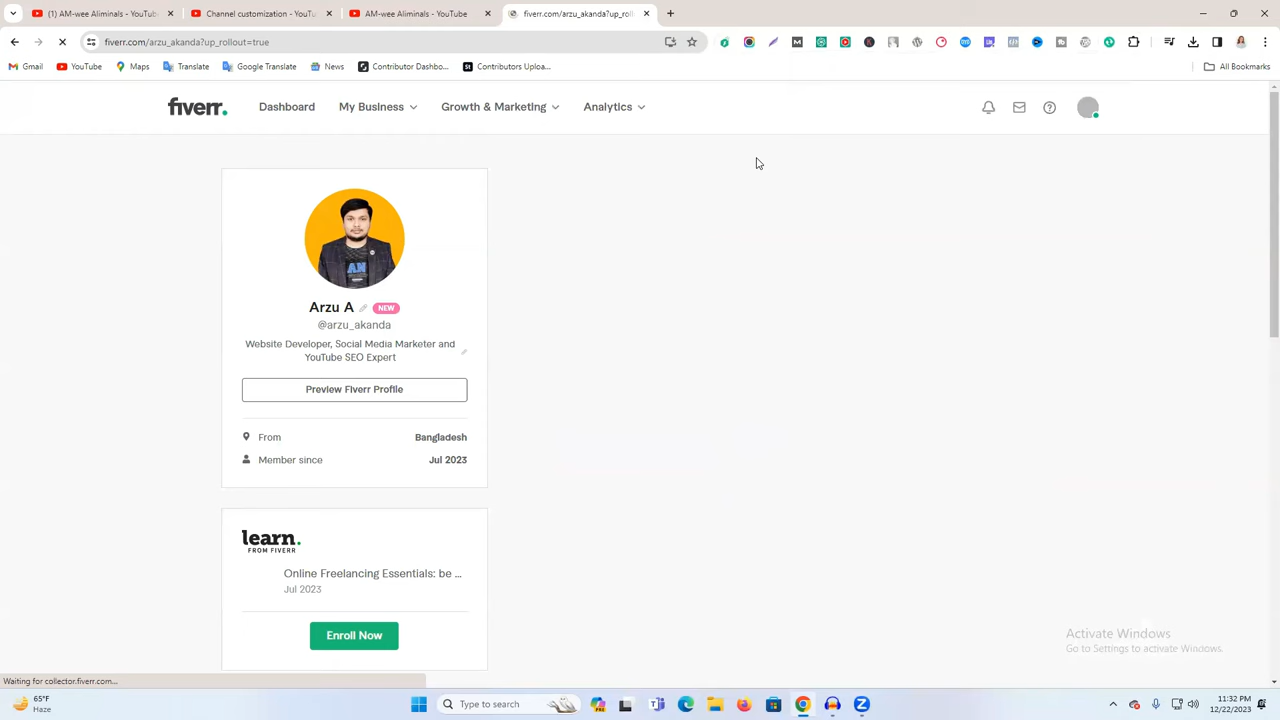 (1) AM-wee Aliminals - YouTube
Channel customization - YouTube
AM-wee Aliminals - YouTube
fiverr.com/arzu_akanda?up_roll
fiverr.com/arzu_akanda?up_rollout=true
Gmail
YouTube
Maps
Translate
Google Translate
News
Contributor Dashbo...
Contributors Uploa...
All Bookmarks
fiverr.
Dashboard
My Business
Growth & Marketing
Analytics
Arzu A
NEW
@arzu_akanda
Website Developer, Social Media Marketer and
YouTube SEO Expert
Preview Fiverr Profile
From
Bangladesh
Member since
Jul 2023
learn.
FROM FIVERR
Online Freelancing Essentials: be ...
Jul 2023
Enroll Now
Activate Windows
Go to Settings to activate Windows.
Waiting for collector.fiverr.com...
65°F
Haze
Type to search
11:32 PM
12/22/2023